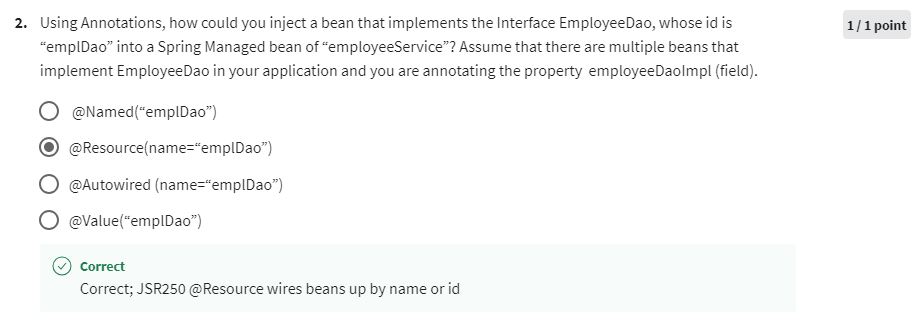 2. Using Annotations, how could you inject a bean that implements the Interface EmployeeDao, whose id is
1 / 1 point
“emplDao” into a Spring Managed bean of “employeeService”? Assume that there are multiple beans that
implement EmployeeDao in your application and you are annotating the property employeeDaoImpl (field).
@Named(“emplDao”)
@Resource(name=“emplDao”)
@Autowired (name=“emplDao”)
@Value(“emplDao”)
Correct
Correct; JSR250 @Resource wires beans up by name or id